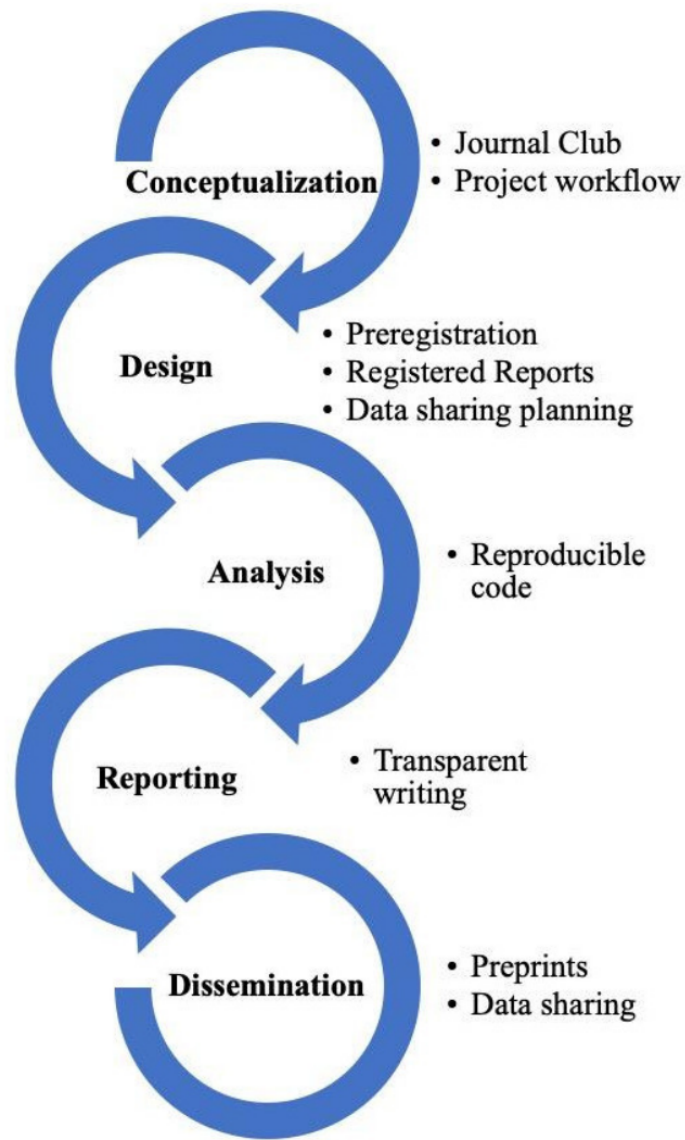 • Journal Club
• Project workflow
Conceptualization
• Preregistration
• Registered Reports
• Data sharing planning
Design
• Reproducible
code
Analysis
• Transparent
writing
Reporting
• Preprints
• Data sharing
Dissemination